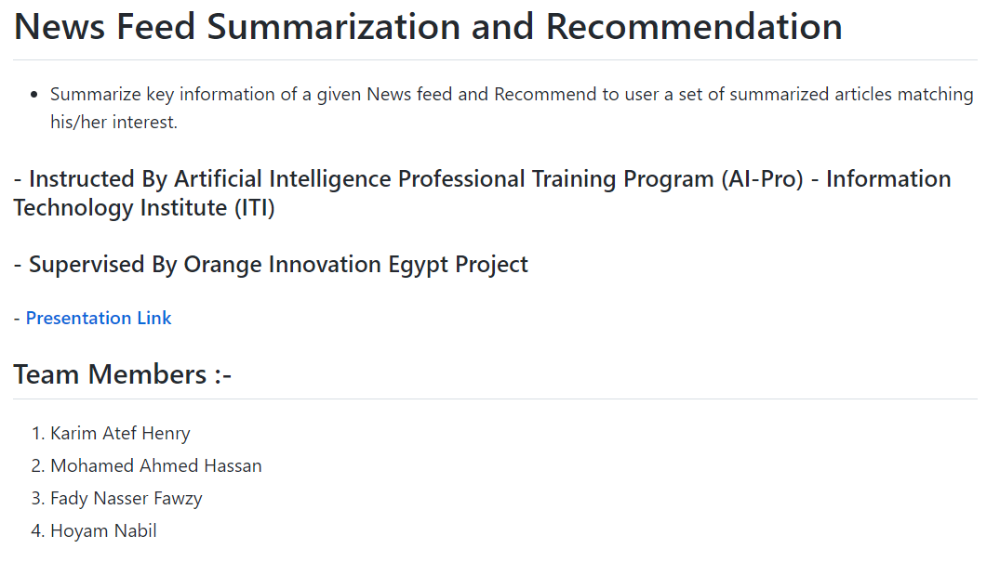 News Feed Summarization and Recommendation
• Summarize key information of a given News feed and Recommend to user a set of summarized articles matching
his/her interest.
- Instructed By Artificial Intelligence Professional Training Program (AI-Pro) - Information
Technology Institute (ITI)
- Supervised By Orange Innovation Egypt Project
- Presentation Link
Team Members :-
1. Karim Atef Henry
2. Mohamed Ahmed Hassan
3. Fady Nasser Fawzy
4. Hoyam Nabil